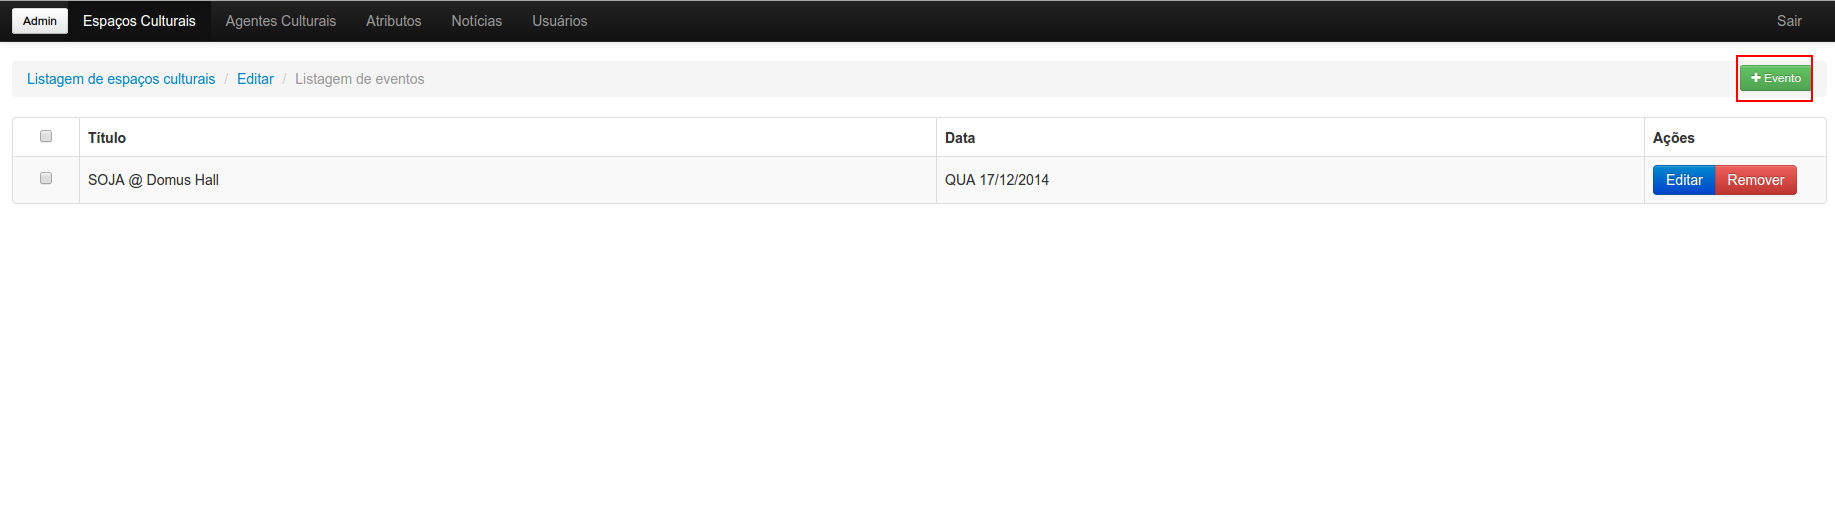 Admin Espaços Culturais Agentes Culturais Atributos Notícias Usuários Sair
Listagem de espaços culturais / Editar / Listagem de eventos + Evento
Título Data Ações
SOJA @ Domus Hall QUA 17/12/2014 Editar Remover